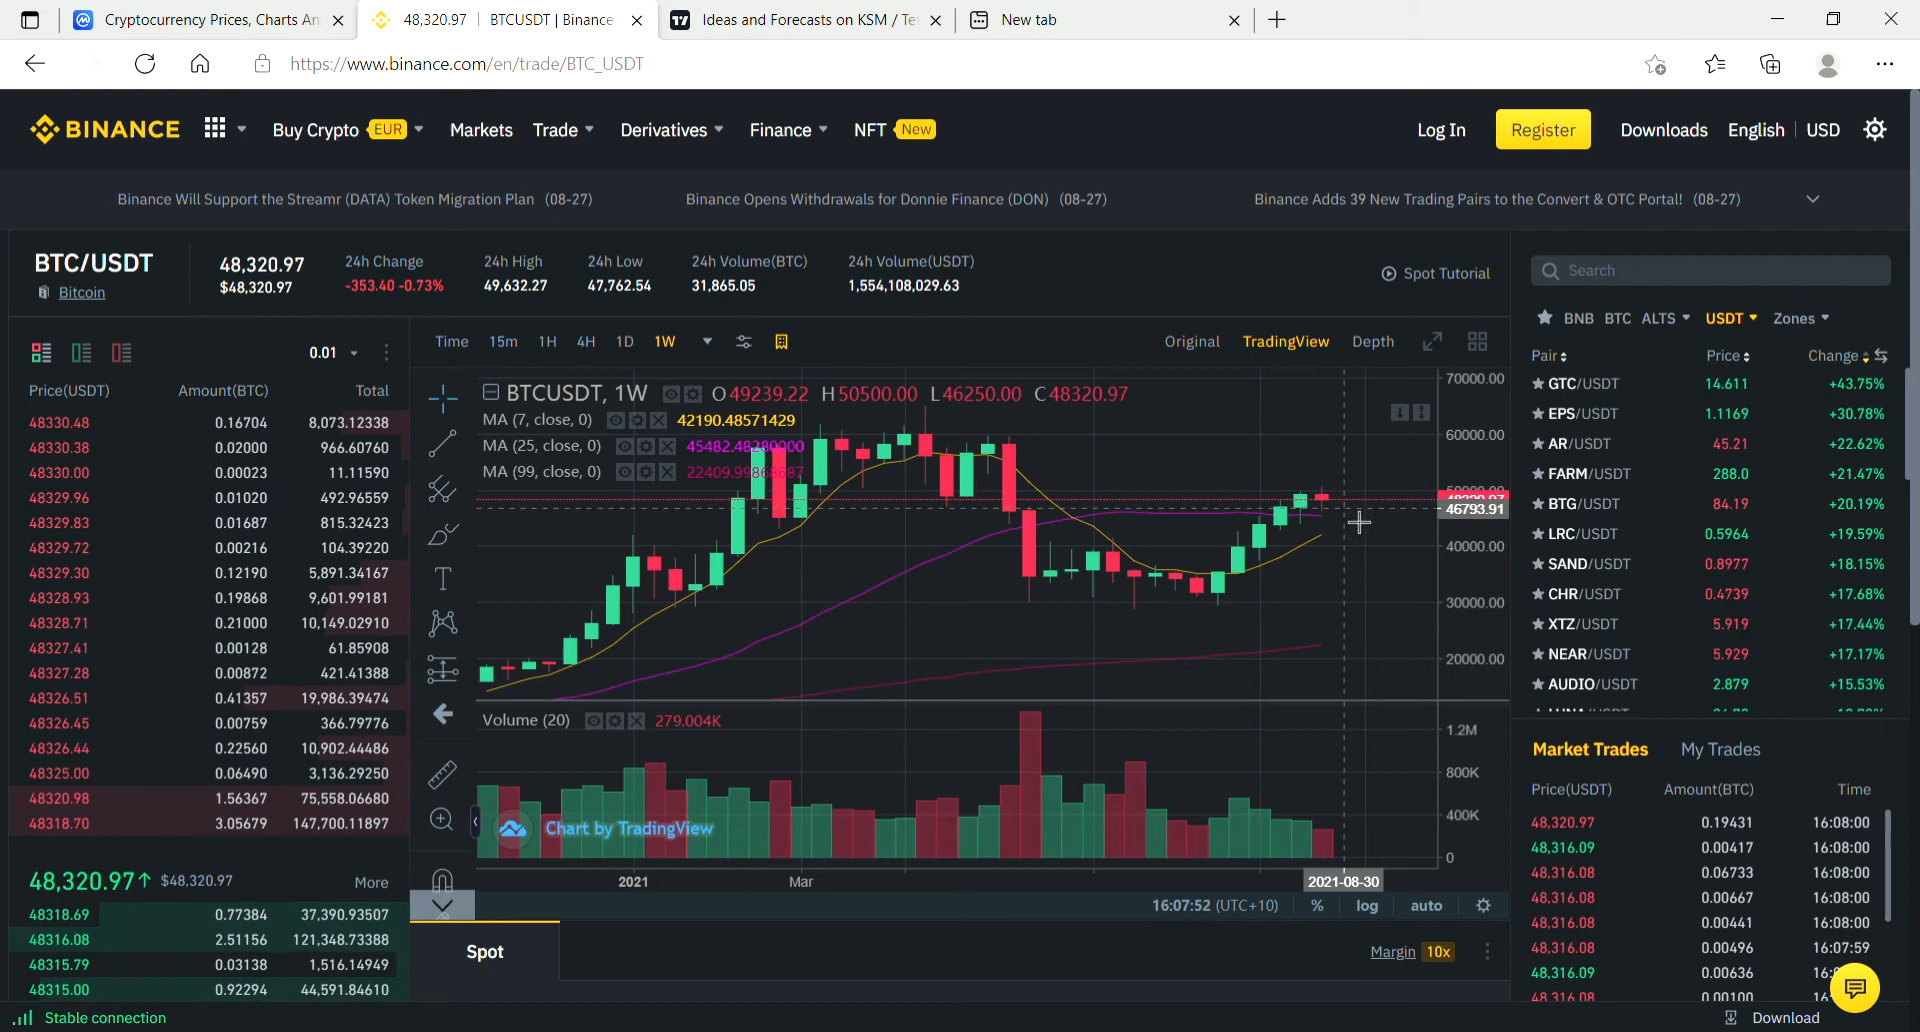 Cryptocurrency Prices, Charts An
48,320.97 | BTCUSDT | Binance
Ideas and Forecasts on KSM / Te
New tab
https://www.binance.com/en/trade/BTC_USDT
BINANCE
Buy Crypto EUR
Markets
Trade
Derivatives
Finance
NFT New
Log In
Register
Downloads
English
USD
Binance Will Support the Streamr (DATA) Token Migration Plan (08-27)
Binance Opens Withdrawals for Donnie Finance (DON) (08-27)
Binance Adds 39 New Trading Pairs to the Convert & OTC Portal! (08-27)
BTC/USDT
Bitcoin
48,320.97
$48,320.97
24h Change
-353.40 -0.73%
24h High
49,632.27
24h Low
47,762.54
24h Volume(BTC)
31,865.05
24h Volume(USDT)
1,554,108,029.63
Spot Tutorial
0.01
Price(USDT) Amount(BTC) Total
48330.48 0.16704 8,073.12338
48330.38 0.02000 966.60760
48330.00 0.00023 11.11590
48329.96 0.01020 492.96559
48329.83 0.01687 815.32423
48329.72 0.00216 104.39220
48329.30 0.12190 5,891.34167
48328.93 0.19868 9,601.99181
48328.71 0.21000 10,149.02910
48328.67 0.00128 61.85908
48327.28 0.00872 421.41388
48326.51 0.41357 19,986.39474
48326.45 0.00759 366.79776
48326.44 0.22560 10,902.44486
48325.00 0.06490 3,136.29250
48320.98 1.56367 75,558.06680
48318.70 3.05679 147,700.11897
48,320.97↑ $48,320.97 More
48318.69 0.77384 37,390.93507
48316.08 2.51156 121,348.73388
48315.79 0.03138 1,516.14949
48315.00 0.92294 44,591.84610
Time 15m 1H 4H 1D 1W
Original TradingView Depth
BTCUSDT, 1W O49239.22 H50500.00 L46250.00 C48320.97
MA (7, close, 0) 42190.48571429
MA (25, close, 0) 45482.48280000
MA (99, close, 0)
70000.00
60000.00
46793.91
40000.00
30000.00
20000.00
Volume (20) 279.004K
1.2M
800K
400K
0
Chart by TradingView
2021 Mar 2021-08-30
16:07:52 (UTC+10) % log auto
Spot
Margin 10x
Search
BNB BTC ALTS USDT Zones
Pair Price Change
GTC/USDT 14.611 +43.75%
EPS/USDT 1.1169 +30.78%
AR/USDT 45.21 +22.62%
FARM/USDT 288.0 +21.47%
BTG/USDT 84.19 +20.19%
LRC/USDT 0.5964 +19.59%
SAND/USDT 0.8977 +18.15%
CHR/USDT 0.4739 +17.68%
XTZ/USDT 5.919 +17.44%
NEAR/USDT 5.929 +17.17%
AUDIO/USDT 2.879 +15.53%
Market Trades My Trades
Price(USDT) Amount(BTC) Time
48,320.97 0.19431 16:08:00
48,316.09 0.00417 16:08:00
48,316.08 0.06733 16:08:00
48,316.08 0.00667 16:08:00
48,316.08 0.00441 16:08:00
48,316.08 0.00496 16:07:59
48,316.09 0.00636
48,316.08 0.00100
Stable connection
Download